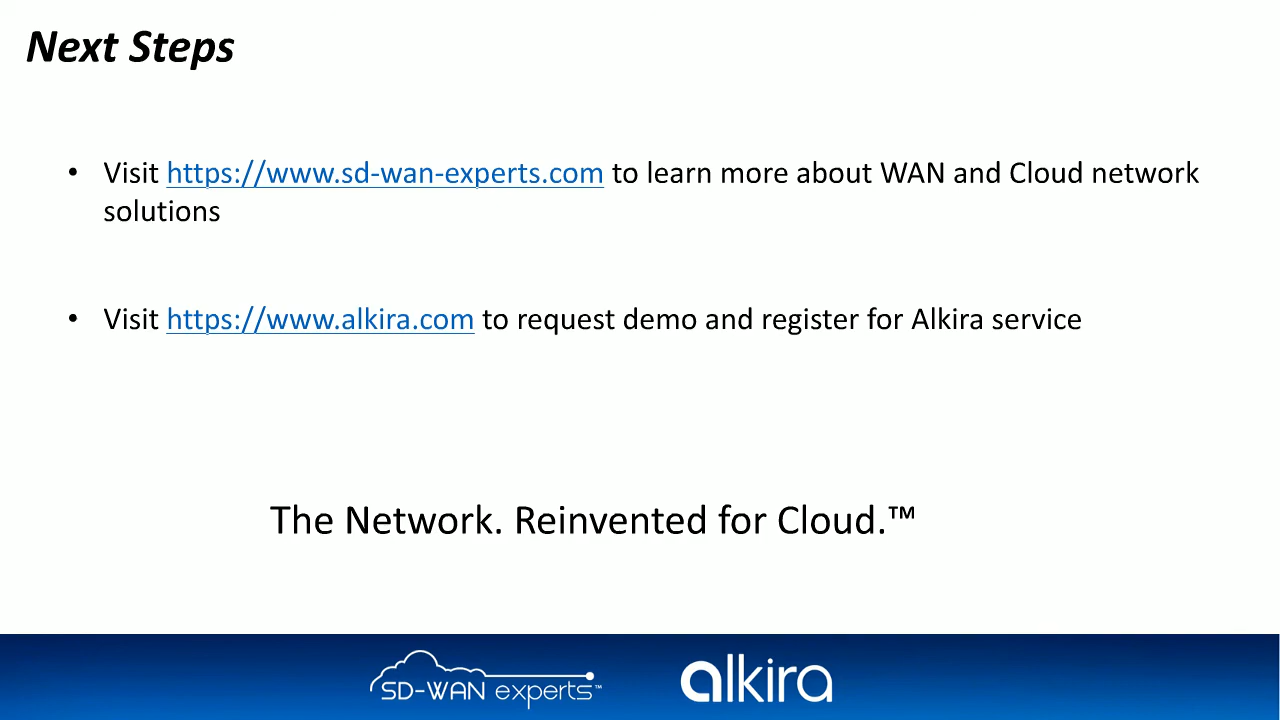 Next Steps
• Visit https://www.sd-wan-experts.com to learn more about WAN and Cloud network
solutions
• Visit https://www.alkira.com to request demo and register for Alkira service
The Network. Reinvented for Cloud.™
SD-WAN experts™
alkira